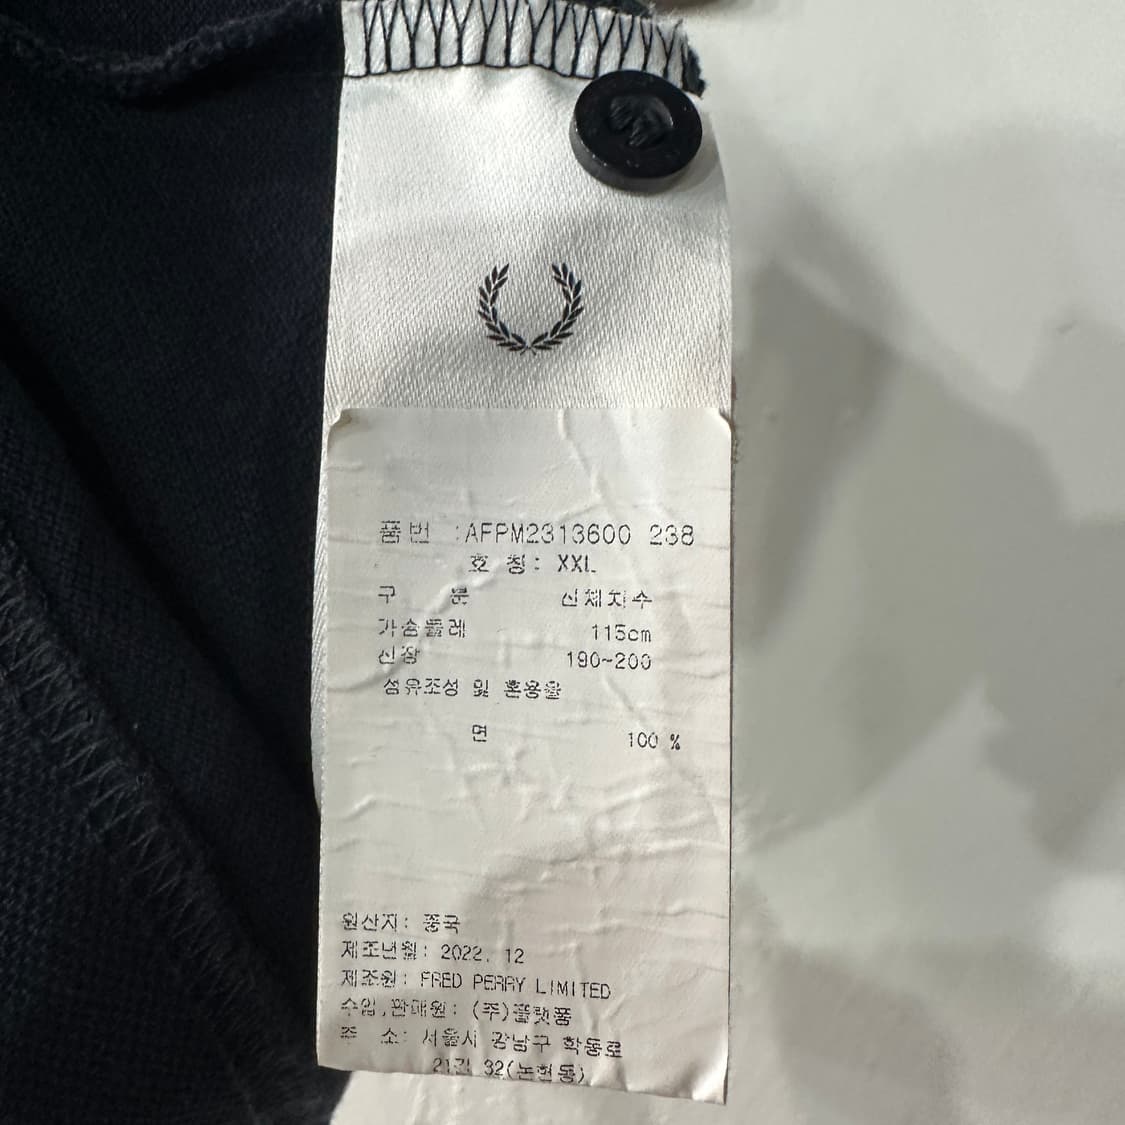 품번 :AFPM2313600 238
호 칭: XXL
구 분 신체치수
가슴둘레 115cm
신장 190~200
섬유조성 및 혼용율
면 100 %
원산지: 중국
제조년월: 2022. 12
제조원: FRED PERRY LIMITED
수입,판매원: (주)플랫폼
주 소: 서울시 강남구 학동로
21길 32(논현동)